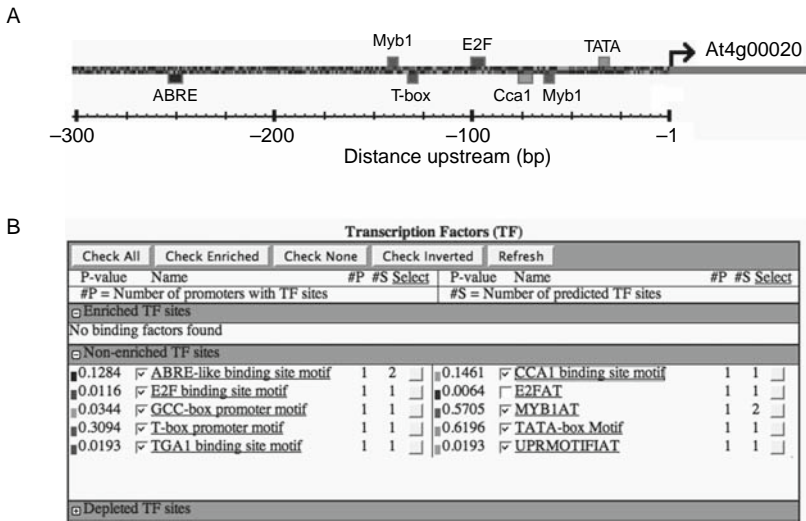 A
Myb1 E2F TATA At4g00020
ABRE T-box Cca1 Myb1
–300 –200 –100 –1
Distance upstream (bp)
B
Transcription Factors (TF)
Check All Check Enriched Check None Check Inverted Refresh
P-value Name #P #S Select P-value Name #P #S Select
#P = Number of promoters with TF sites #S = Number of predicted TF sites
Enriched TF sites
No binding factors found
Non-enriched TF sites
0.1284 ABRE-like binding site motif 1 2 0.1461 CCA1 binding site motif 1 1
0.0116 E2F binding site motif 1 1 0.0064 E2FAT 1 1
0.0344 GCC-box promoter motif 1 1 0.5705 MYB1AT 1 2
0.3094 T-box promoter motif 1 1 0.6196 TATA-box Motif 1 1
0.0193 TGA1 binding site motif 1 1 0.0193 UPRMOTIFIAT 1 1
Depleted TF sites